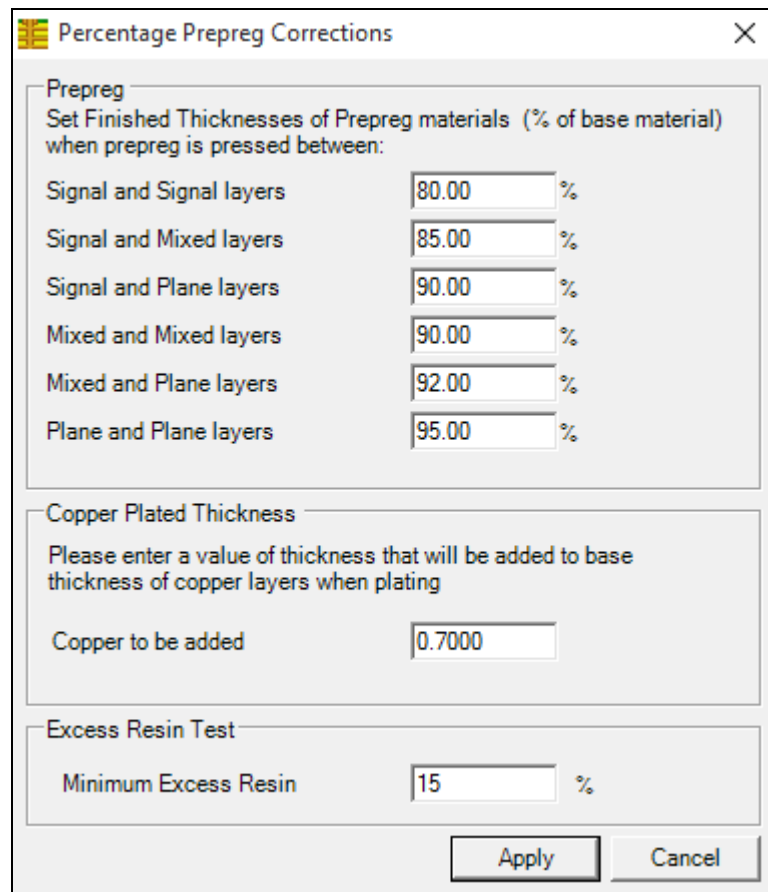 Percentage Prepreg Corrections
Prepreg
Set Finished Thicknesses of Prepreg materials (% of base material)
when prepreg is pressed between:
Signal and Signal layers 80.00 %
Signal and Mixed layers 85.00 %
Signal and Plane layers 90.00 %
Mixed and Mixed layers 90.00 %
Mixed and Plane layers 92.00 %
Plane and Plane layers 95.00 %
Copper Plated Thickness
Please enter a value of thickness that will be added to base
thickness of copper layers when plating
Copper to be added 0.7000
Excess Resin Test
Minimum Excess Resin 15 %
Apply Cancel